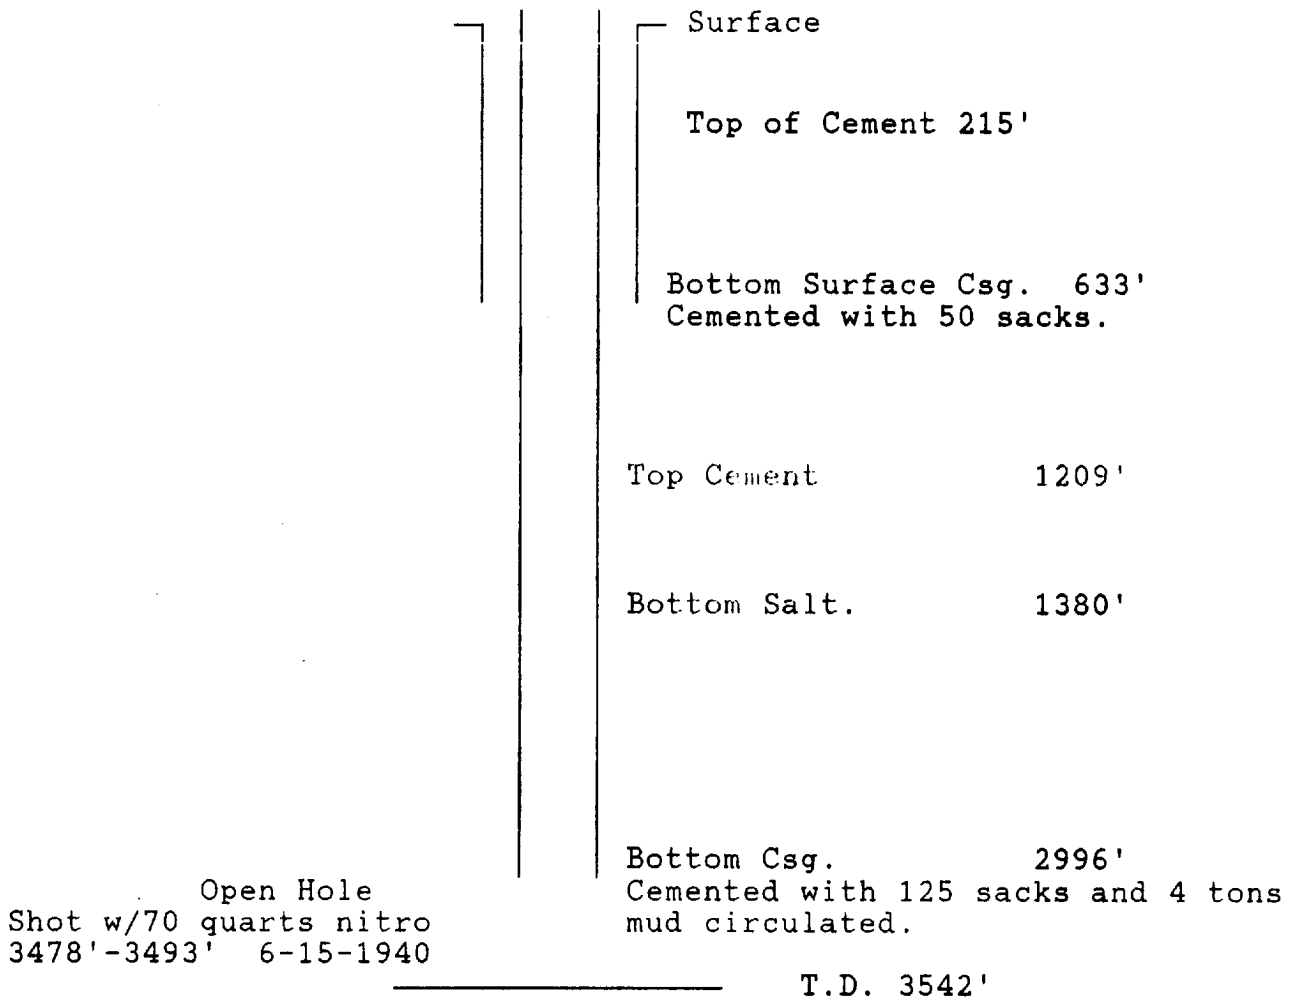 Surface
Top of Cement 215'
Bottom Surface Csg. 633'
Cemented with 50 sacks.
Top Cement 1209'
Bottom Salt. 1380'
Bottom Csg. 2996'
Cemented with 125 sacks and 4 tons
mud circulated.
Open Hole
Shot w/70 quarts nitro
3478'-3493' 6-15-1940
T.D. 3542'